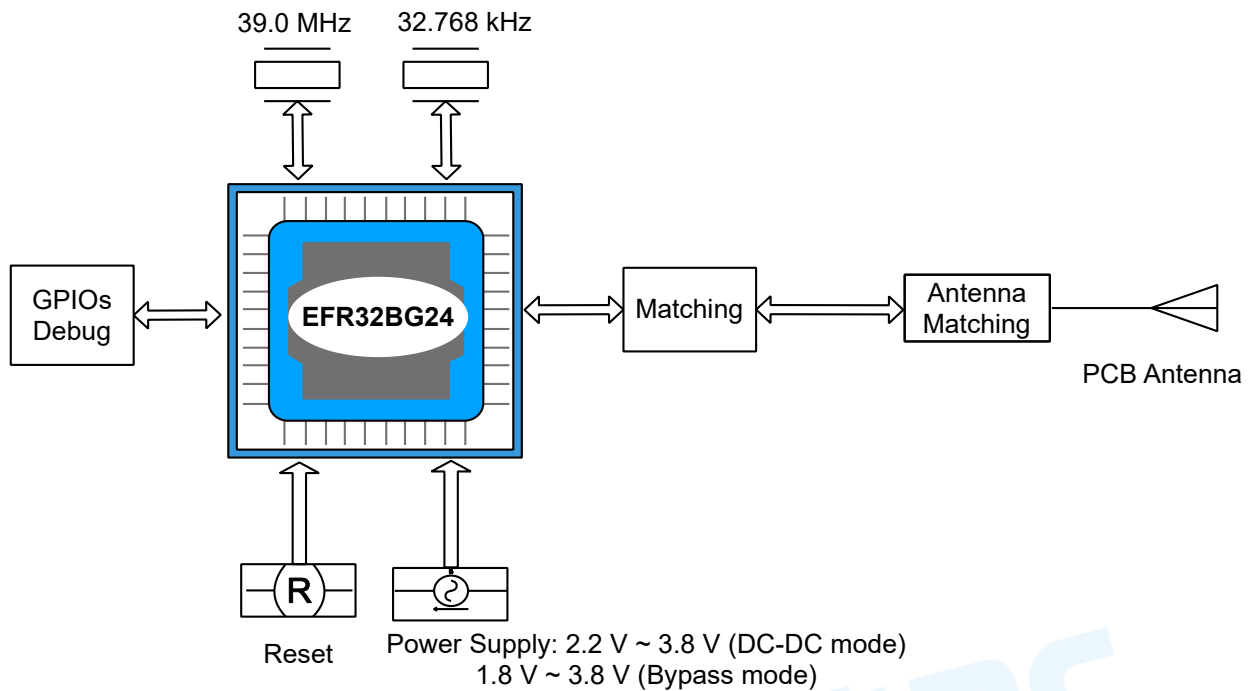 39.0 MHz
32.768 kHz
GPIOs
Debug
EFR32BG24
Matching
Antenna
Matching
PCB Antenna
R
Reset
Power Supply: 2.2 V ~ 3.8 V (DC-DC mode)
1.8 V ~ 3.8 V (Bypass mode)